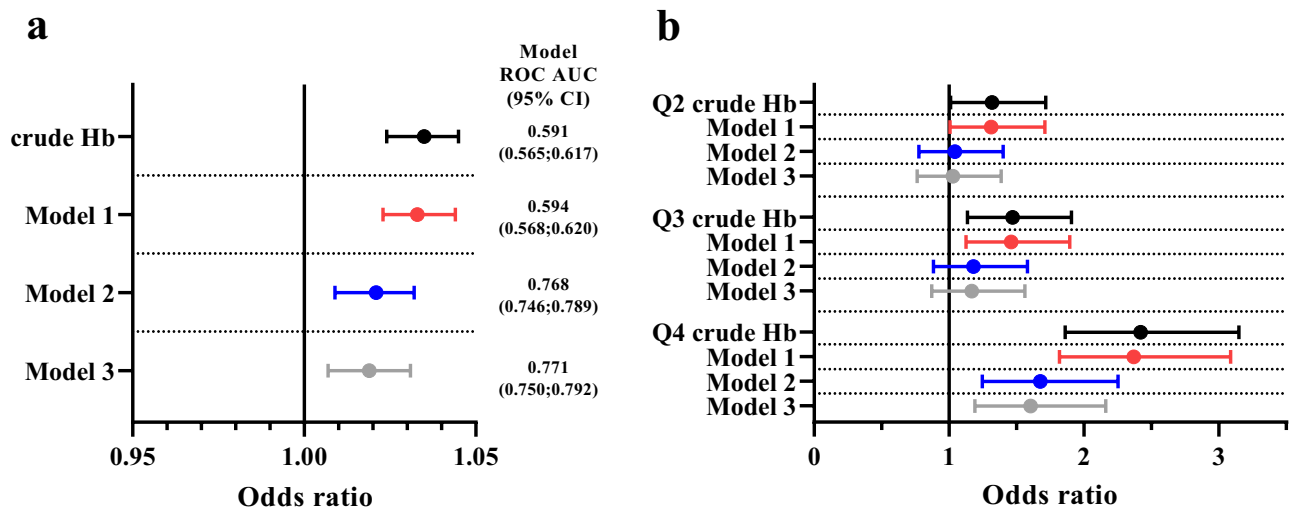 a
Model
ROC AUC
(95% CI)
crude Hb
0.591
(0.565;0.617)
Model 1
0.594
(0.568;0.620)
Model 2
0.768
(0.746;0.789)
Model 3
0.771
(0.750;0.792)
0.95 1.00 1.05
Odds ratio
b
Q2 crude Hb
Model 1
Model 2
Model 3
Q3 crude Hb
Model 1
Model 2
Model 3
Q4 crude Hb
Model 1
Model 2
Model 3
0 1 2 3
Odds ratio